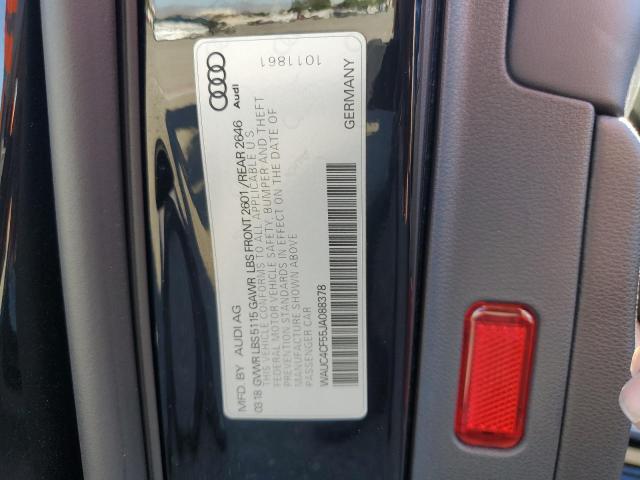 MFD. BY AUDI AG
Audi
03.18 GVWR LBS 5115 GAWR LBS FRONT 2601/REAR 2646
THIS VEHICLE CONFORMS TO ALL APPLICABLE U.S.
FEDERAL MOTOR VEHICLE SAFETY, BUMPER AND THEFT
PREVENTION STANDARDS IN EFFECT ON THE DATE OF
MANUFACTURE SHOWN ABOVE
PASSENGER CAR
WAUC4CF55JA088378
GERMANY
1011861